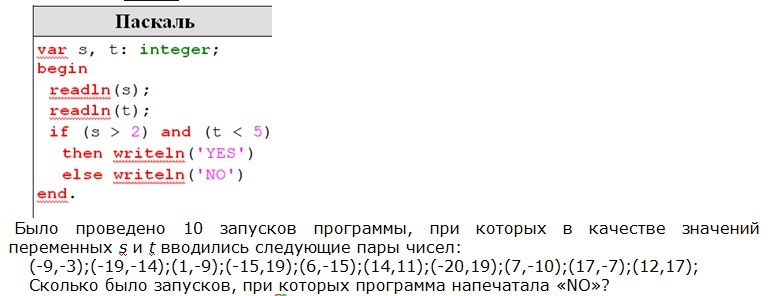 Паскаль
var s, t: integer;
begin
readln(s);
readln(t);
if (s > 2) and (t < 5)
then writeln('YES')
else writeln('NO')
end.
Было проведено 10 запусков программы, при которых в качестве значений
переменных s и t вводились следующие пары чисел:
(-9,-3);(-19,-14);(1,-9);(-15,19);(6,-15);(14,11);(-20,19);(7,-10);(17,-7);(12,17);
Сколько было запусков, при которых программа напечатала «NO»?